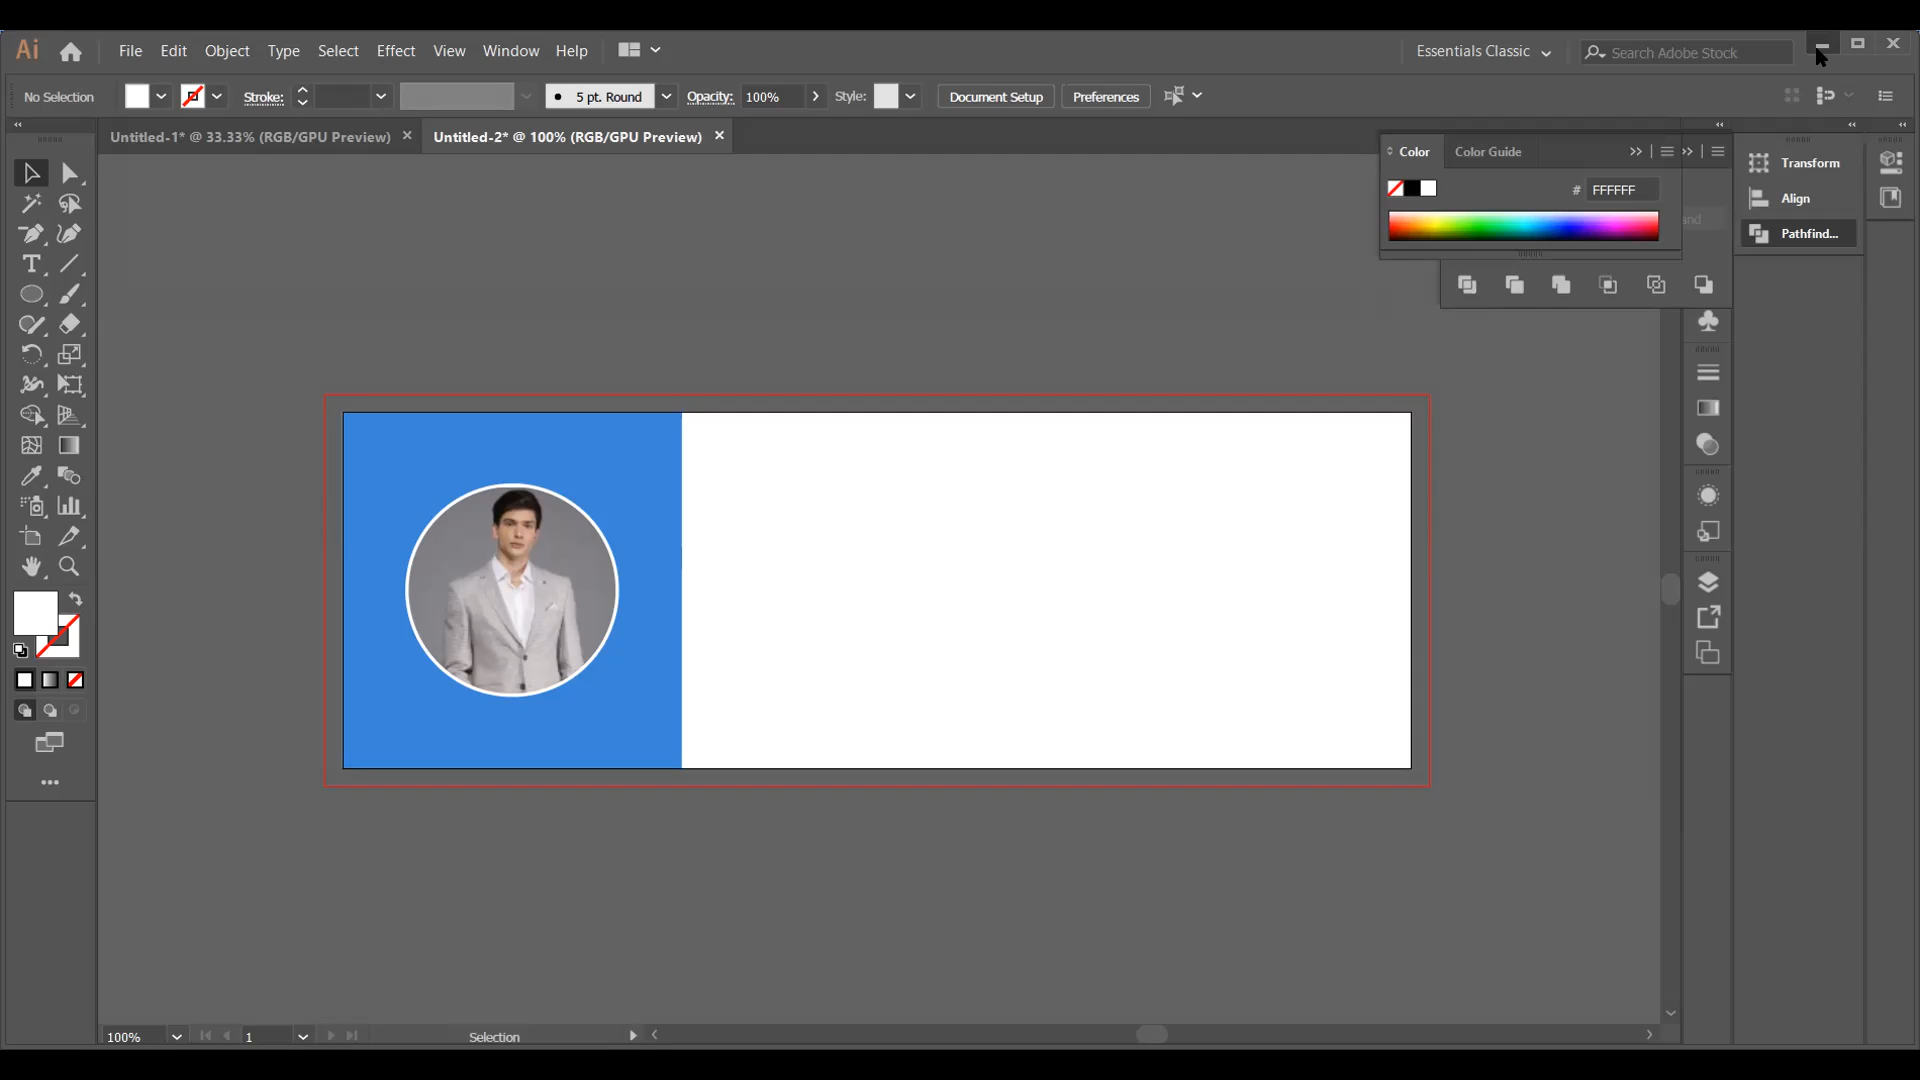 Ai File Edit Object Type Select Effect View Window Help Essentials Classic Search Adobe Stock
No Selection Stroke: 5 pt. Round Opacity: 100% Style: Document Setup Preferences
Untitled-1* @ 33.33% (RGB/GPU Preview) Untitled-2* @ 100% (RGB/GPU Preview)
Color Color Guide
# FFFFFF
Transform
Align
Pathfind...
100% 1 Selection